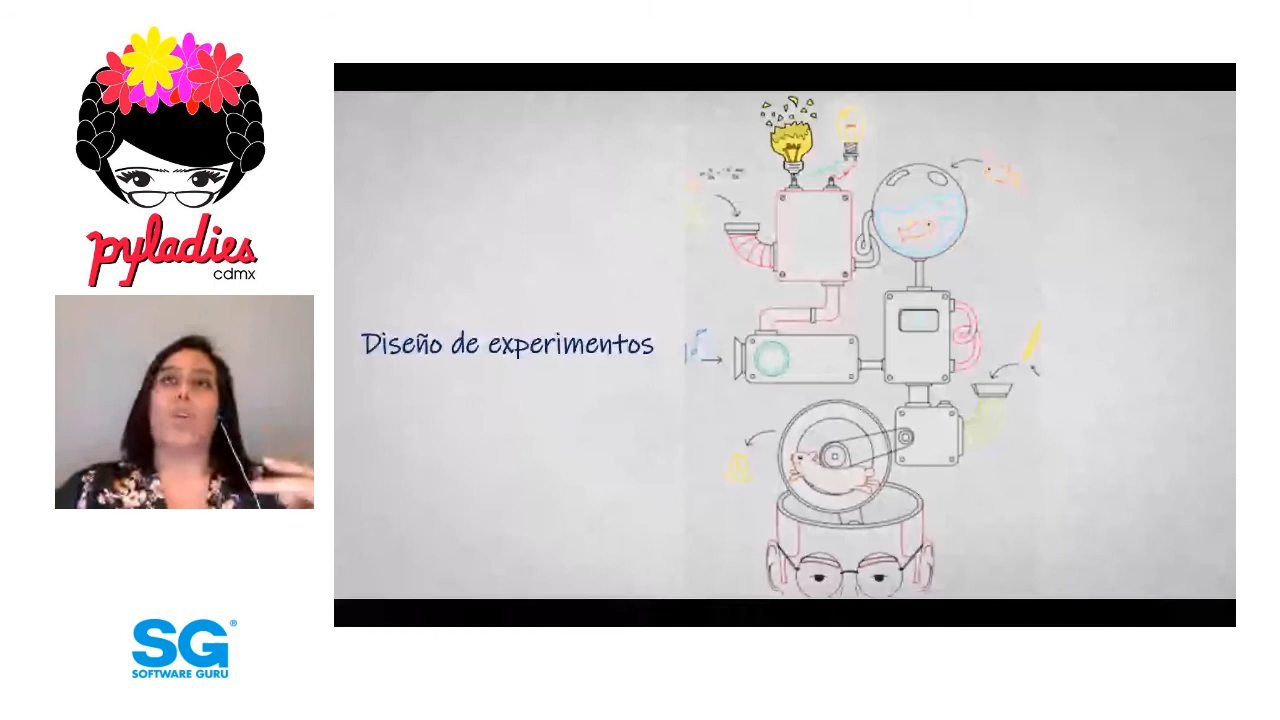 pyladies
cdmx
Diseño de experimentos
SG®
SOFTWARE GURU